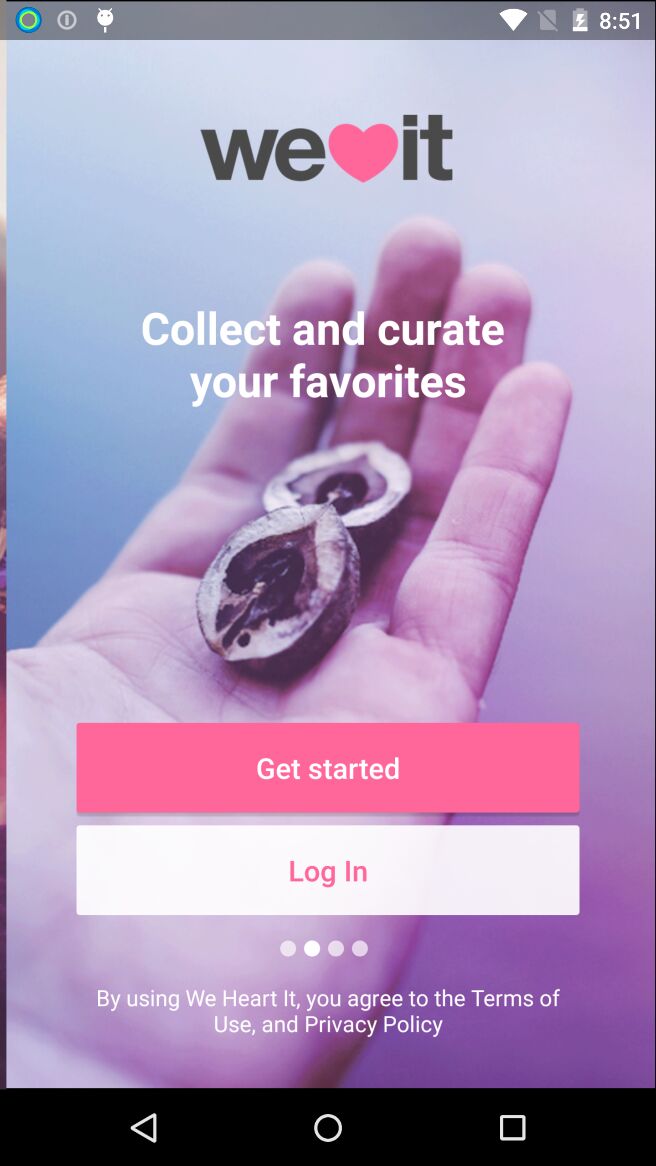 8:51
we it
Collect and curate
your favorites
Get started
Log In
By using We Heart It, you agree to the Terms of
Use, and Privacy Policy